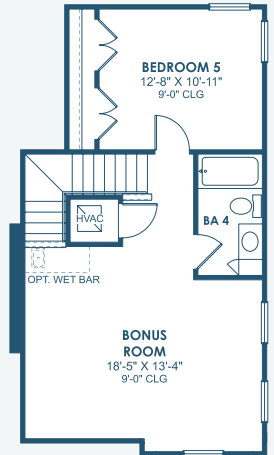 BEDROOM 5
12'-8" X 10'-11"
9'-0" CLG
BA 4
HVAC
OPT. WET BAR
BONUS
ROOM
18'-5" X 13'-4"
9'-0" CLG